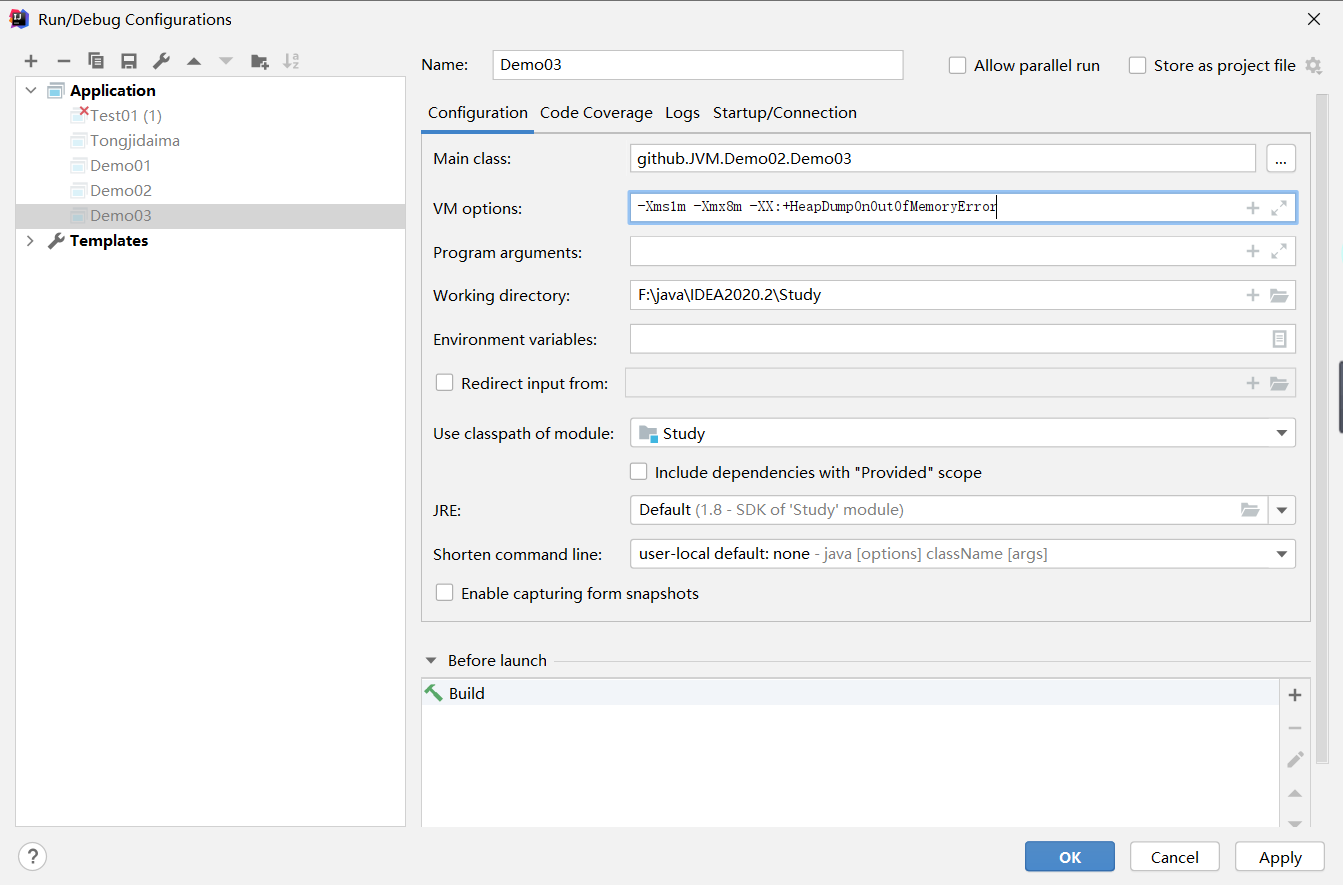 Run/Debug Configurations
Name: Demo03 Allow parallel run Store as project file
Application
Test01 (1)
Tongjidaima
Demo01
Demo02
Demo03
Templates
Configuration Code Coverage Logs Startup/Connection
Main class: github.JVM.Demo02.Demo03 ...
VM options: -Xms1m -Xmx8m -XX:+HeapDumpOnOutOfMemoryError
Program arguments:
Working directory: F:\java\IDEA2020.2\Study
Environment variables:
Redirect input from:
Use classpath of module: Study
Include dependencies with "Provided" scope
JRE: Default (1.8 - SDK of 'Study' module)
Shorten command line: user-local default: none - java [options] className [args]
Enable capturing form snapshots
Before launch
Build
? OK Cancel Apply